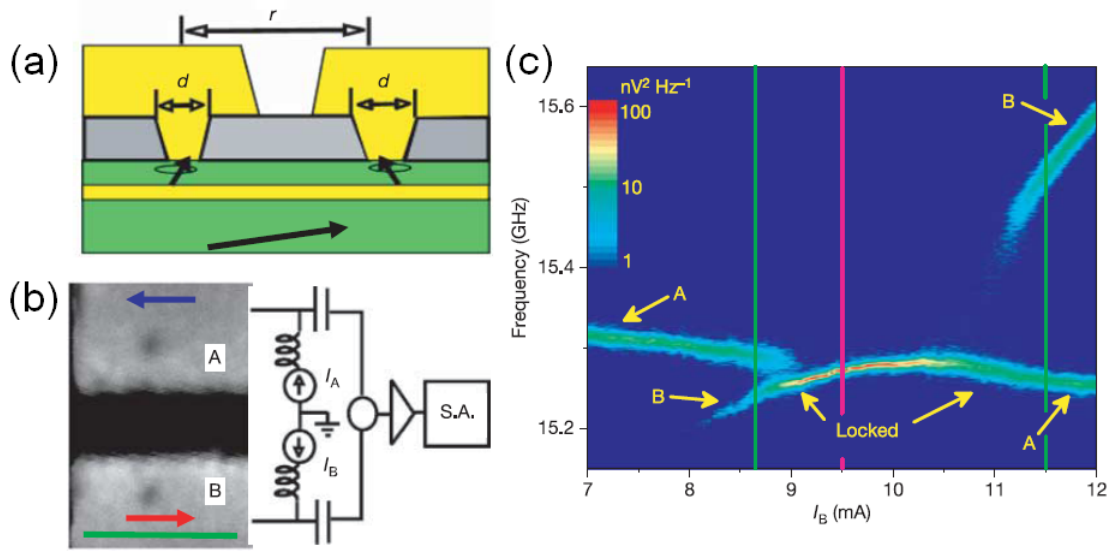 (a)
r
d
d
(b)
A
B
I_A
I_B
S.A.
(c)
nV² Hz⁻¹
100
10
1
A
B
Locked
B
A
Frequency (GHz)
15.6
15.4
15.2
7
8
9
10
11
12
I_B (mA)